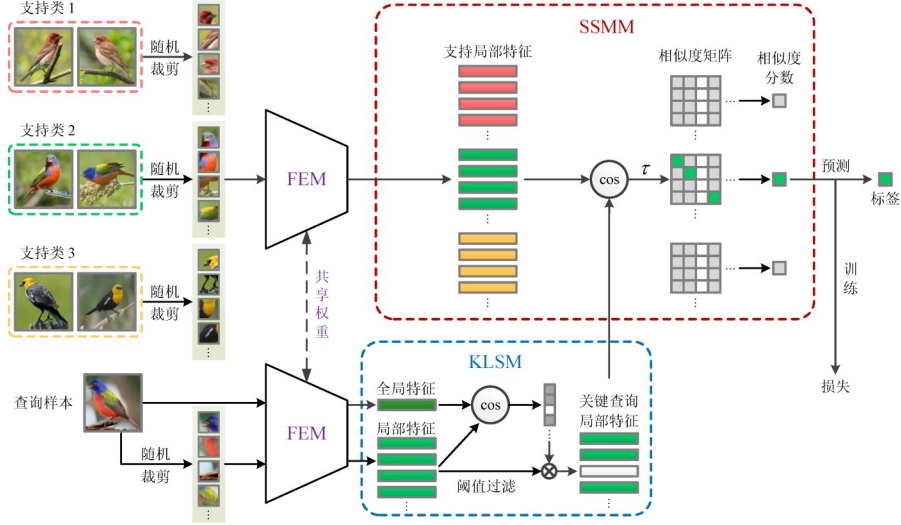 支持类 1
随机
裁剪
支持类 2
随机
裁剪
支持类 3
随机
裁剪
FEM
共享权重
SSMM
支持局部特征
相似度矩阵
相似度
分数
cos
τ
预测
标签
训练
损失
查询样本
随机
裁剪
FEM
KLSM
全局特征
局部特征
cos
阈值过滤
关键查询
局部特征